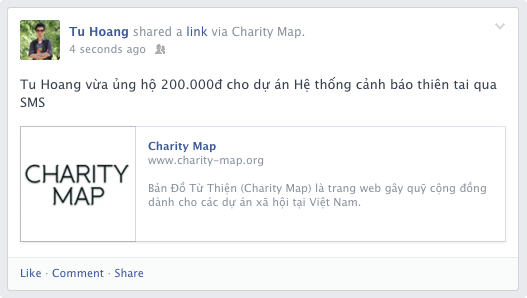 Tu Hoang shared a link via Charity Map.
4 seconds ago
Tu Hoang vừa ủng hộ 200.000đ cho dự án Hệ thống cảnh báo thiên tai qua
SMS
CHARITY
MAP
Charity Map
www.charity-map.org
Bản Đồ Từ Thiện (Charity Map) là trang web gây quỹ cộng đồng
dành cho các dự án xã hội tại Việt Nam.
Like · Comment · Share